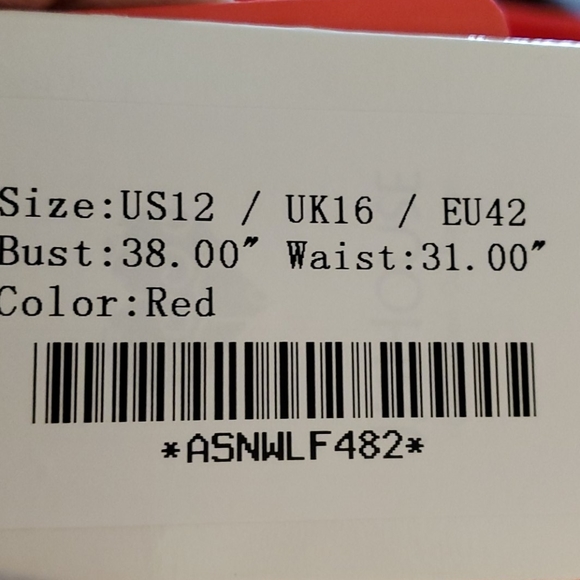 Size:US12 / UK16 / EU42
Bust:38.00" Waist:31.00"
Color:Red
*ASNWLF482*